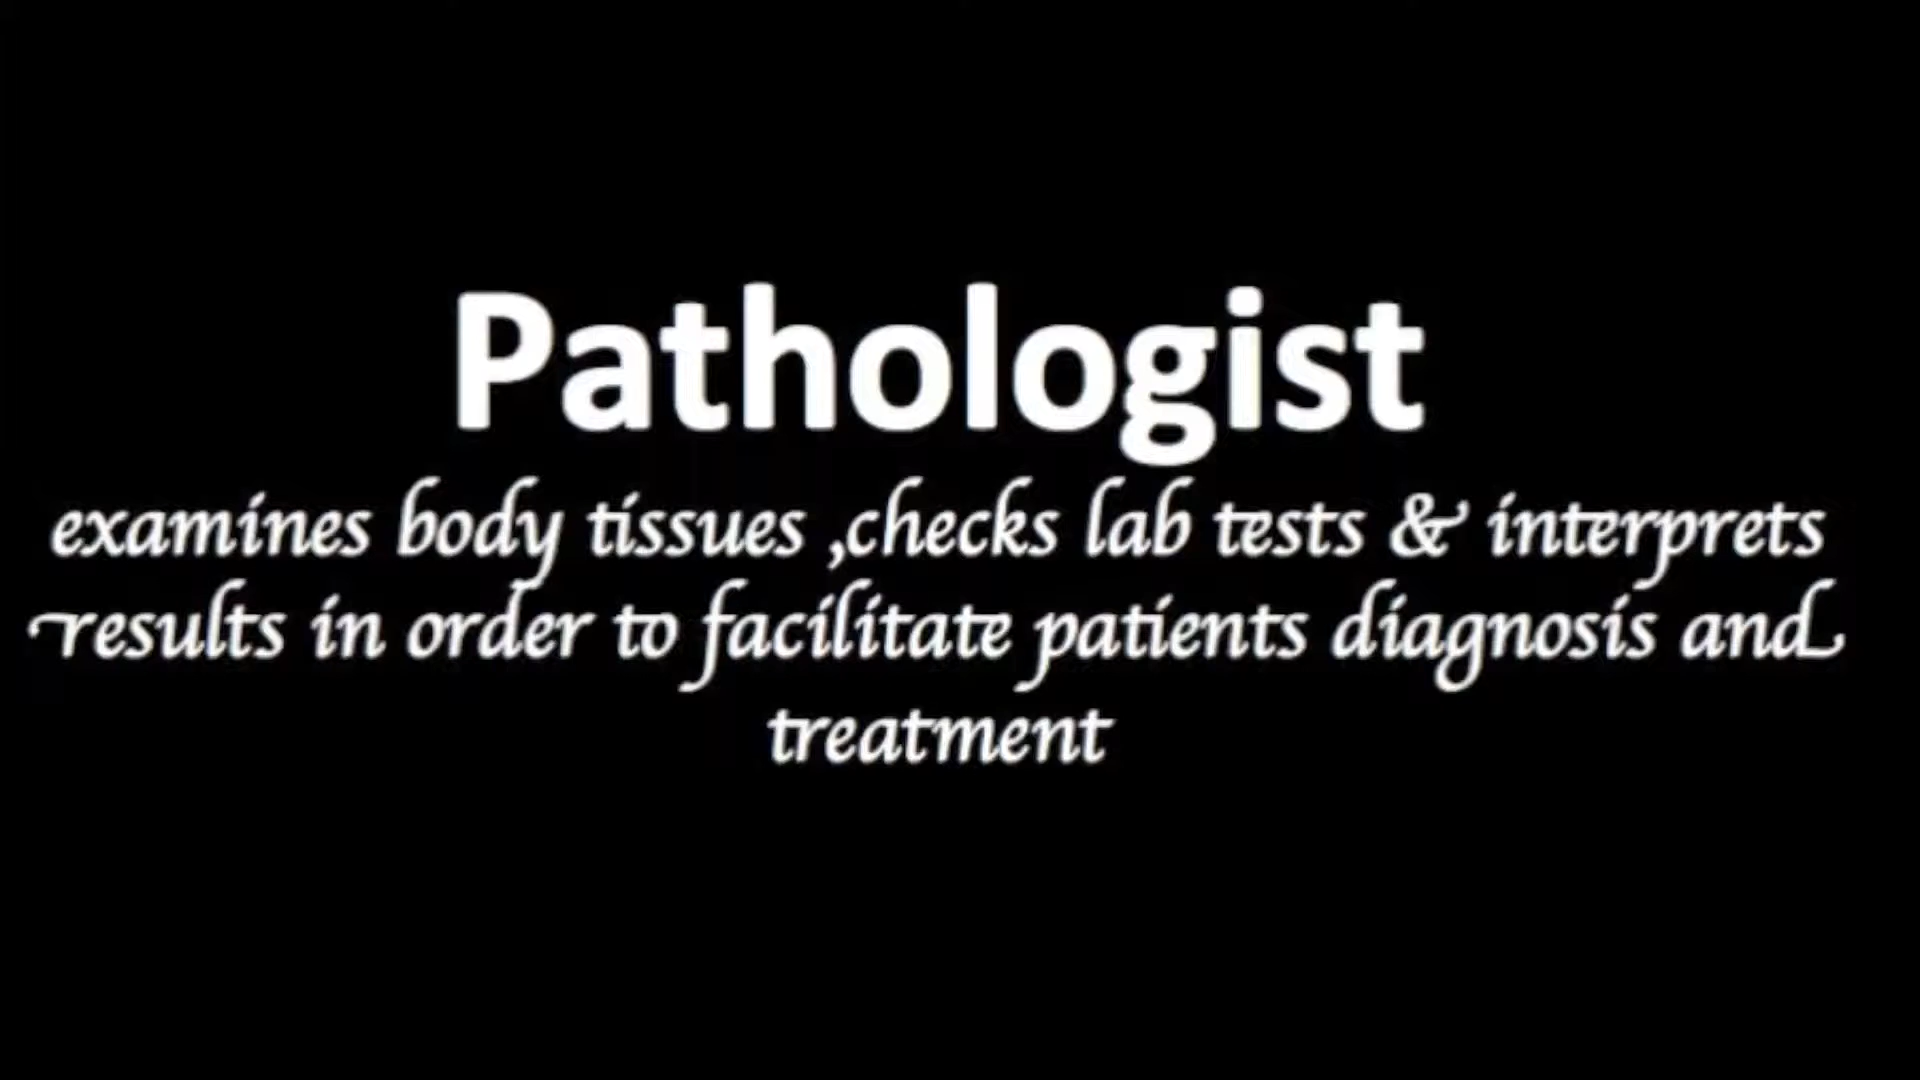 Pathologist
examines body tissues ,checks lab tests & interprets
results in order to facilitate patients diagnosis and
treatment